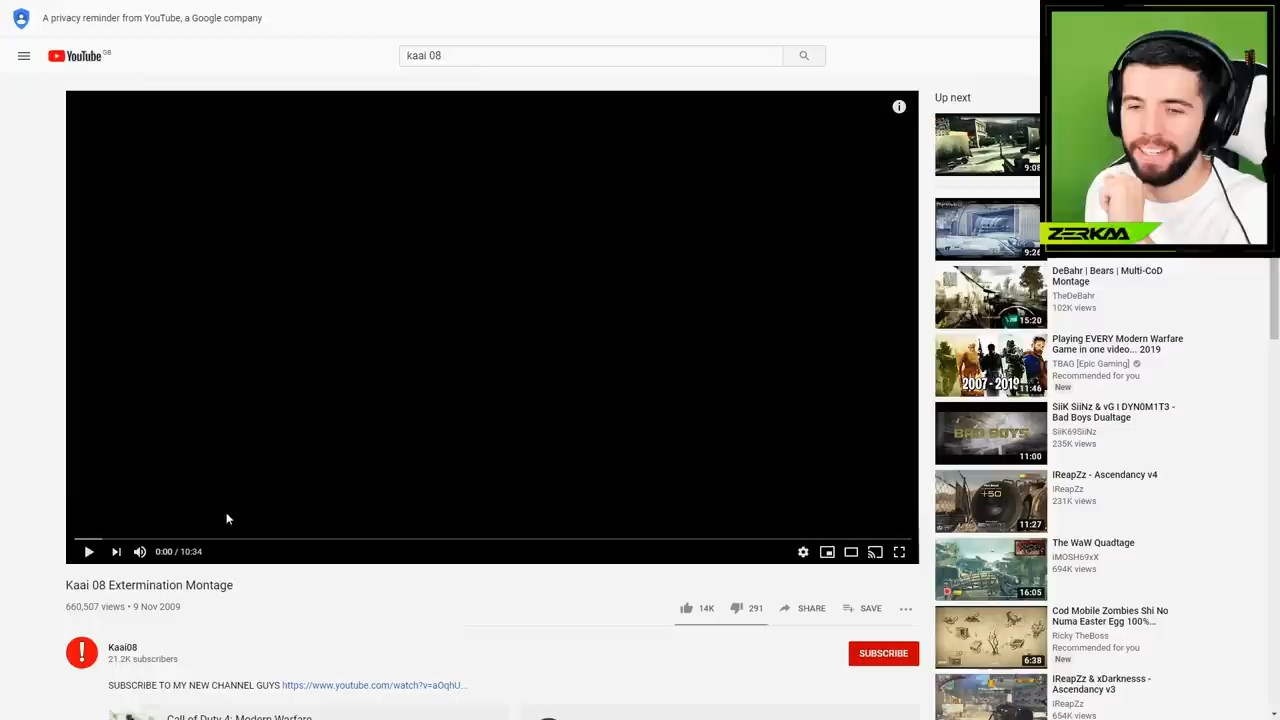 A privacy reminder from YouTube, a Google company
YouTube GB
kaai 08
Up next
9:08
9:26
ZERKAA
DeBahr | Bears | Multi-CoD
Montage
TheDeBahr
102K views
15:20
Playing EVERY Modern Warfare
Game in one video... 2019
TBAG [Epic Gaming]
Recommended for you
New
2007 - 2019
11:46
SiiK SiiNz & vG I DYN0M1T3 -
Bad Boys Dualtage
SiiK69SiiNz
235K views
BAD BOYS
11:00
IReapZz - Ascendancy v4
IReapZz
231K views
+50
11:27
The WaW Quadtage
iMOSH69xX
694K views
16:05
Cod Mobile Zombies Shi No
Numa Easter Egg 100%...
Ricky TheBoss
Recommended for you
New
6:38
IReapZz & xDarknesss -
Ascendancy v3
IReapZz
654K views
0:00 / 10:34
Kaai 08 Extermination Montage
660,507 views • 9 Nov 2009
14K
291
SHARE
SAVE
Kaai08
21.2K subscribers
SUBSCRIBE
SUBSCRIBE TO MY NEW CHANNEL GUYS https://www.youtube.com/watch?v=aOqhU...
Call of Duty 4: Modern Warfare